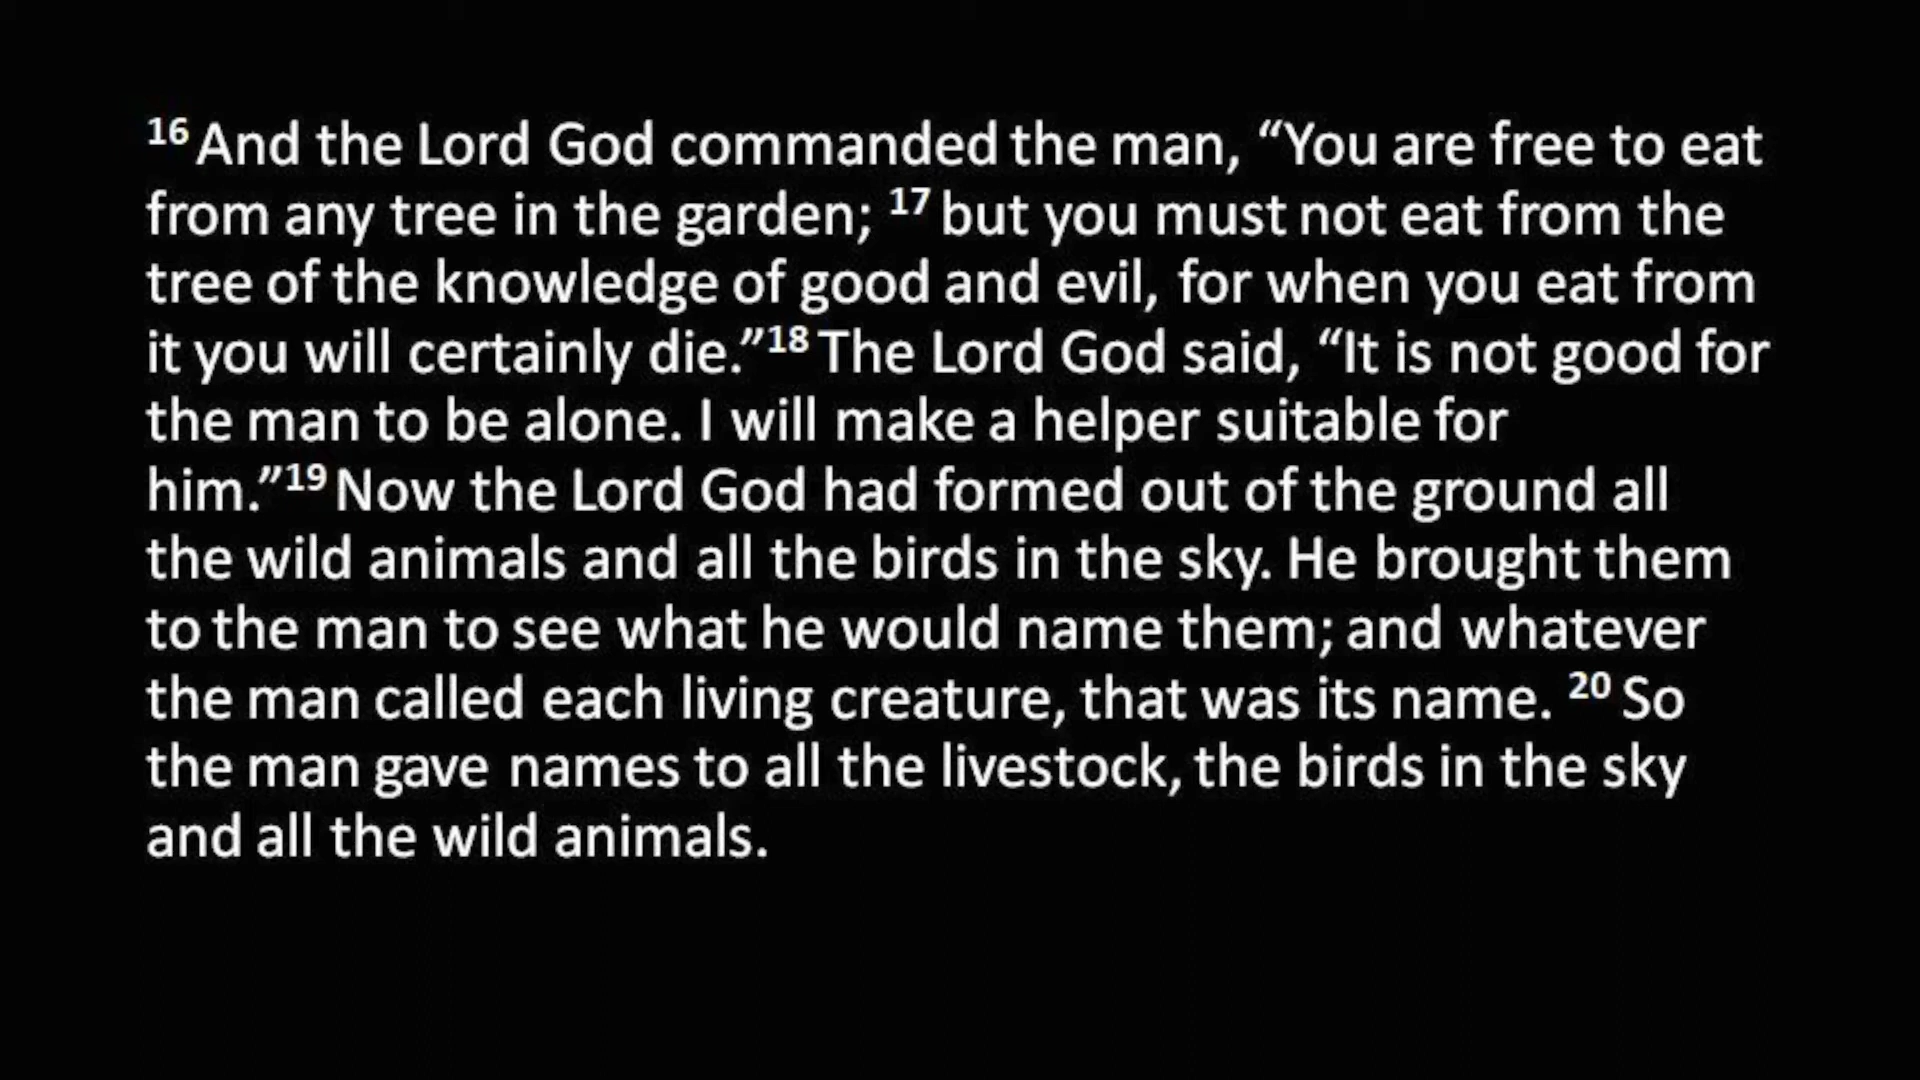 16 And the Lord God commanded the man, “You are free to eat
from any tree in the garden; 17 but you must not eat from the
tree of the knowledge of good and evil, for when you eat from
it you will certainly die.”18 The Lord God said, “It is not good for
the man to be alone. I will make a helper suitable for
him.”19 Now the Lord God had formed out of the ground all
the wild animals and all the birds in the sky. He brought them
to the man to see what he would name them; and whatever
the man called each living creature, that was its name. 20 So
the man gave names to all the livestock, the birds in the sky
and all the wild animals.